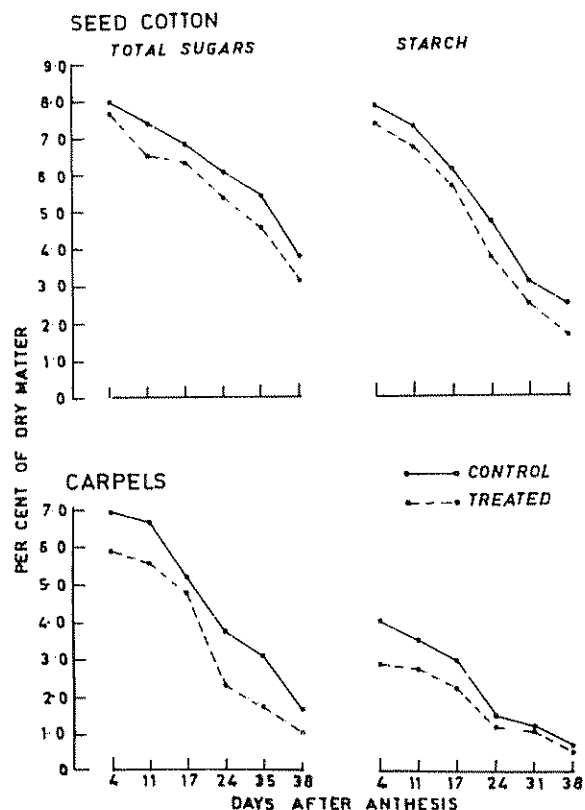 SEED COTTON
TOTAL SUGARS
STARCH
9·0
8·0
7·0
6·0
5·0
4·0
3·0
2·0
1·0
0
PER CENT OF DRY MATTER
CARPELS
CONTROL
TREATED
7·0
6·0
5·0
4·0
3·0
2·0
1·0
0
4 11 17 24 35 38
4 11 17 24 31 38
DAYS AFTER ANTHESIS